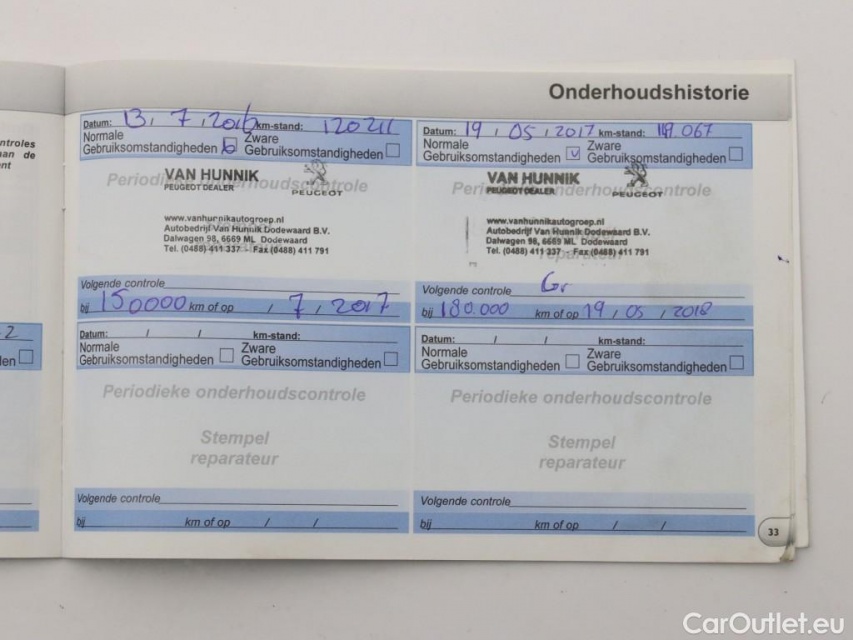 Onderhoudshistorie
ntroles
aan de
ent
Datum: 13 / 7 / 2016 km-stand: 120211
Normale Gebruiksomstandigheden Zware Gebruiksomstandigheden
VAN HUNNIK
PEUGEOT DEALER
PEUGEOT
Periodieke onderhoudscontrole
www.vanhunnikautogroep.nl
Autobedrijf Van Hunnik Dodewaard B.V.
Dalwagen 98, 6669 ML Dodewaard
Tel. (0488) 411 337 - Fax (0488) 411 791
Volgende controle
bij 150000 km of op / 7 / 2017
Datum: 19 / 05 / 2017 km-stand: 149.067
Normale Gebruiksomstandigheden v Zware Gebruiksomstandigheden
VAN HUNNIK
PEUGEOT DEALER
PEUGEOT
Periodieke onderhoudscontrole
www.vanhunnikautogroep.nl
Autobedrijf Van Hunnik Dodewaard B.V.
Dalwagen 98, 6669 ML Dodewaard
Tel. (0488) 411 337 - Fax (0488) 411 791
reparateur
Volgende controle Gr
bij 180.000 km of op 19 / 05 / 2018
2
en
Datum: / / km-stand:
Normale Gebruiksomstandigheden Zware Gebruiksomstandigheden
Periodieke onderhoudscontrole
Stempel
reparateur
Volgende controle
bij km of op / /
Datum: / / km-stand:
Normale Gebruiksomstandigheden Zware Gebruiksomstandigheden
Periodieke onderhoudscontrole
Stempel
reparateur
Volgende controle
bij km of op / /
33
CarOutlet.eu